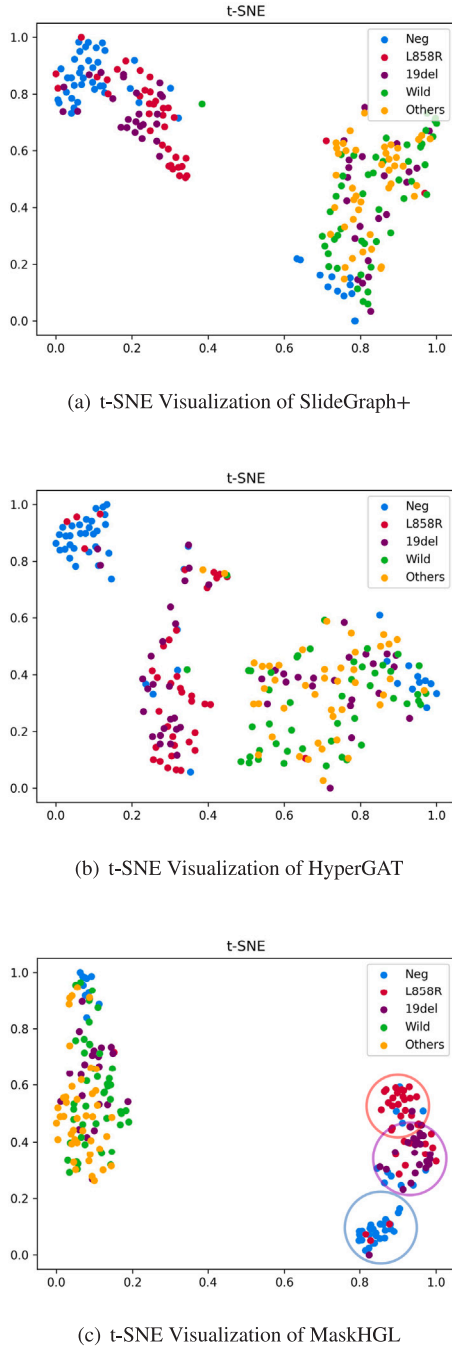 t-SNE
Neg
L858R
19del
Wild
Others
1.0
0.8
0.6
0.4
0.2
0.0
0.0 0.2 0.4 0.6 0.8 1.0
(a) t-SNE Visualization of SlideGraph+
t-SNE
Neg
L858R
19del
Wild
Others
1.0
0.8
0.6
0.4
0.2
0.0
0.0 0.2 0.4 0.6 0.8 1.0
(b) t-SNE Visualization of HyperGAT
t-SNE
Neg
L858R
19del
Wild
Others
1.0
0.8
0.6
0.4
0.2
0.0
0.0 0.2 0.4 0.6 0.8 1.0
(c) t-SNE Visualization of MaskHGL